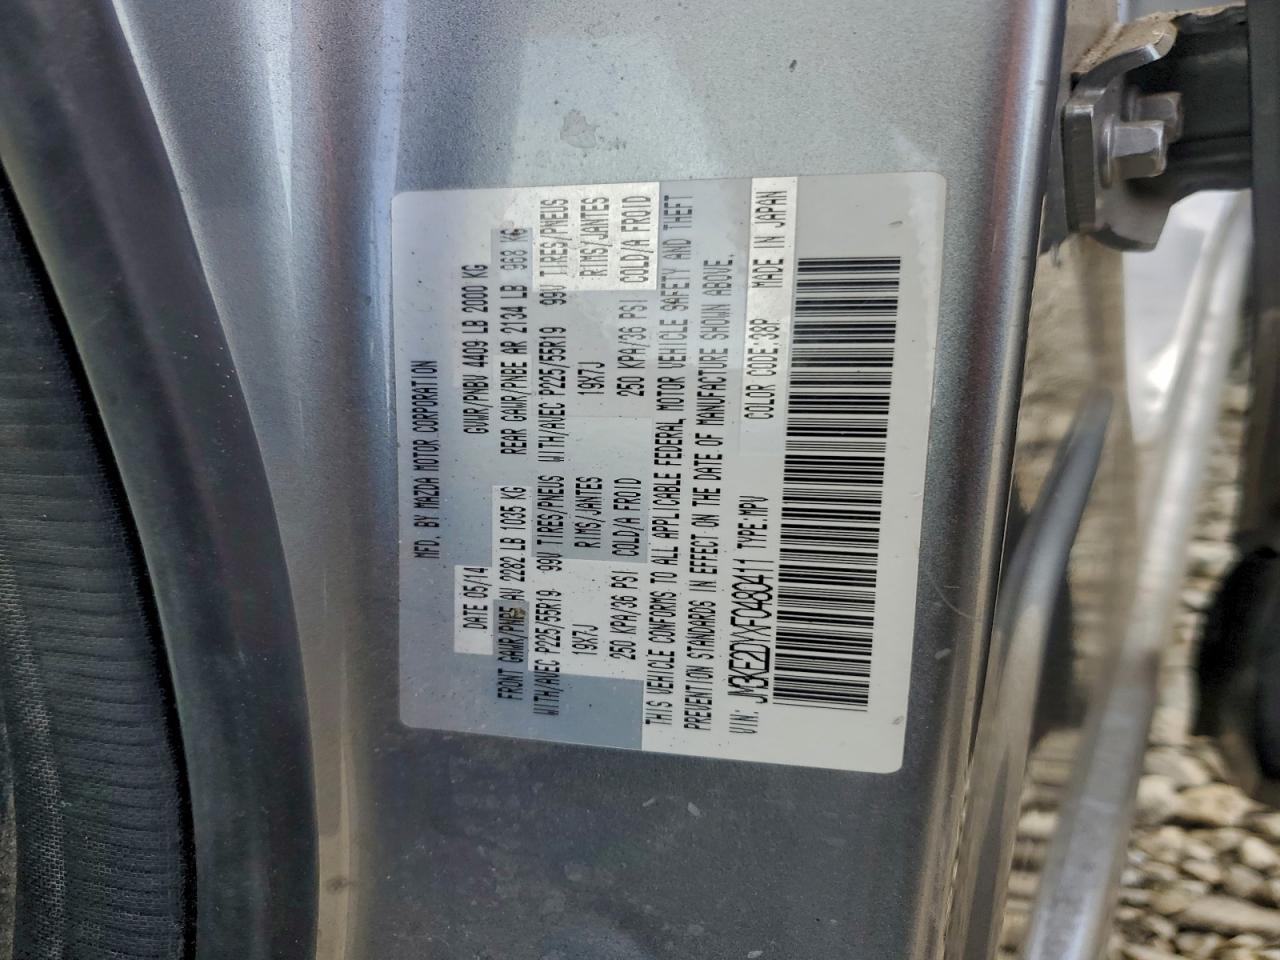 MFD. BY MAZDA MOTOR CORPORATION
DATE 05/14 GVWR/PNBV 4409 LB 2000 KG
FRONT GAWR/PNBE AV 2282 LB 1035 KG REAR GAWR/PNBE AR 2134 LB 968 KG
WITH/AVEC P225/55R19 99V TIRES/PNEUS WITH/AVEC P225/55R19 99V TIRES/PNEUS
19X7J RIMS/JANTES 19X7J RIMS/JANTES
250 KPA/36 PSI COLD/A FROID 250 KPA/36 PSI COLD/A FROID
THIS VEHICLE CONFORMS TO ALL APPLICABLE FEDERAL MOTOR VEHICLE SAFETY AND THEFT
PREVENTION STANDARDS IN EFFECT ON THE DATE OF MANUFACTURE SHOWN ABOVE.
VIN: JM3KE2DYXF0480411 TYPE:MPV COLOR CODE:38P MADE IN JAPAN